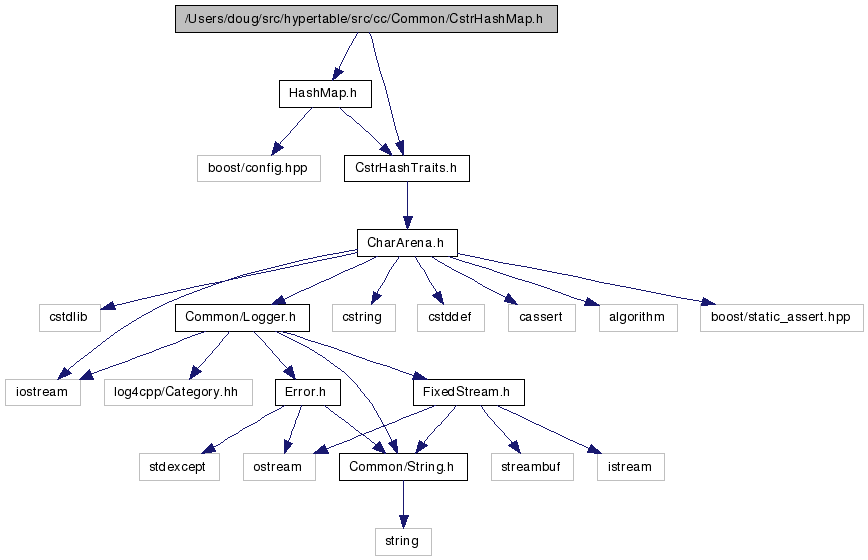 /Users/doug/src/hypertable/src/cc/Common/CstrHashMap.h
HashMap.h
boost/config.hpp
CstrHashTraits.h
CharArena.h
cstdlib
Common/Logger.h
cstring
cstddef
cassert
algorithm
boost/static_assert.hpp
iostream
log4cpp/Category.hh
Error.h
FixedStream.h
stdexcept
ostream
Common/String.h
streambuf
istream
string